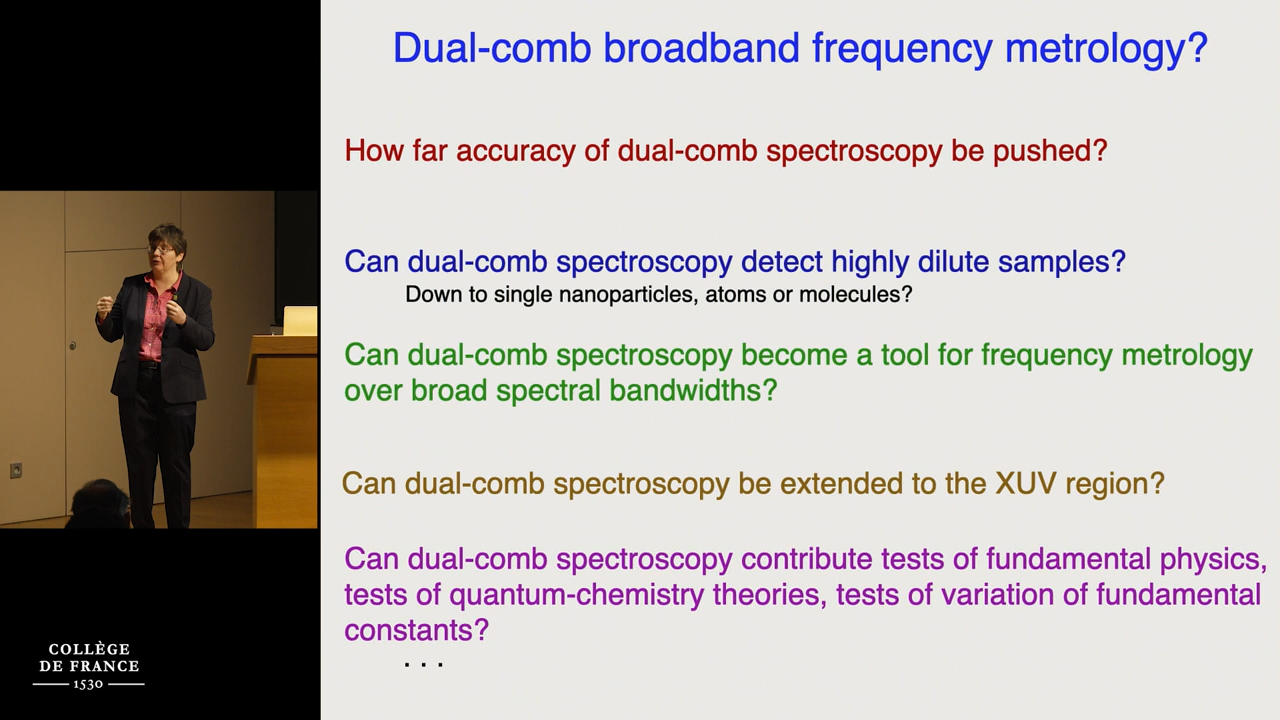 Dual-comb broadband frequency metrology?
How far accuracy of dual-comb spectroscopy be pushed?
Can dual-comb spectroscopy detect highly dilute samples?
Down to single nanoparticles, atoms or molecules?
Can dual-comb spectroscopy become a tool for frequency metrology
over broad spectral bandwidths?
Can dual-comb spectroscopy be extended to the XUV region?
Can dual-comb spectroscopy contribute tests of fundamental physics,
tests of quantum-chemistry theories, tests of variation of fundamental
constants?
. . .
COLLÈGE
DE FRANCE
1530